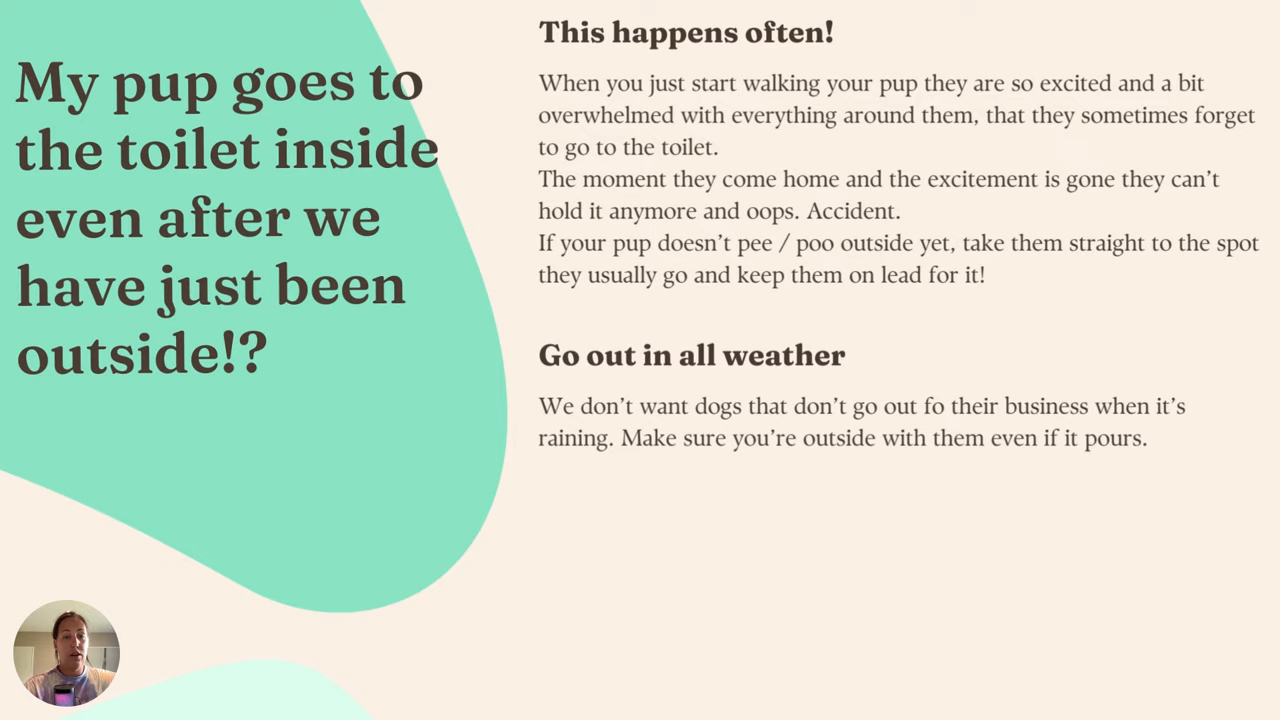 My pup goes to
the toilet inside
even after we
have just been
outside!?
This happens often!
When you just start walking your pup they are so excited and a bit
overwhelmed with everything around them, that they sometimes forget
to go to the toilet.
The moment they come home and the excitement is gone they can’t
hold it anymore and oops. Accident.
If your pup doesn’t pee / poo outside yet, take them straight to the spot
they usually go and keep them on lead for it!
Go out in all weather
We don’t want dogs that don’t go out fo their business when it’s
raining. Make sure you’re outside with them even if it pours.